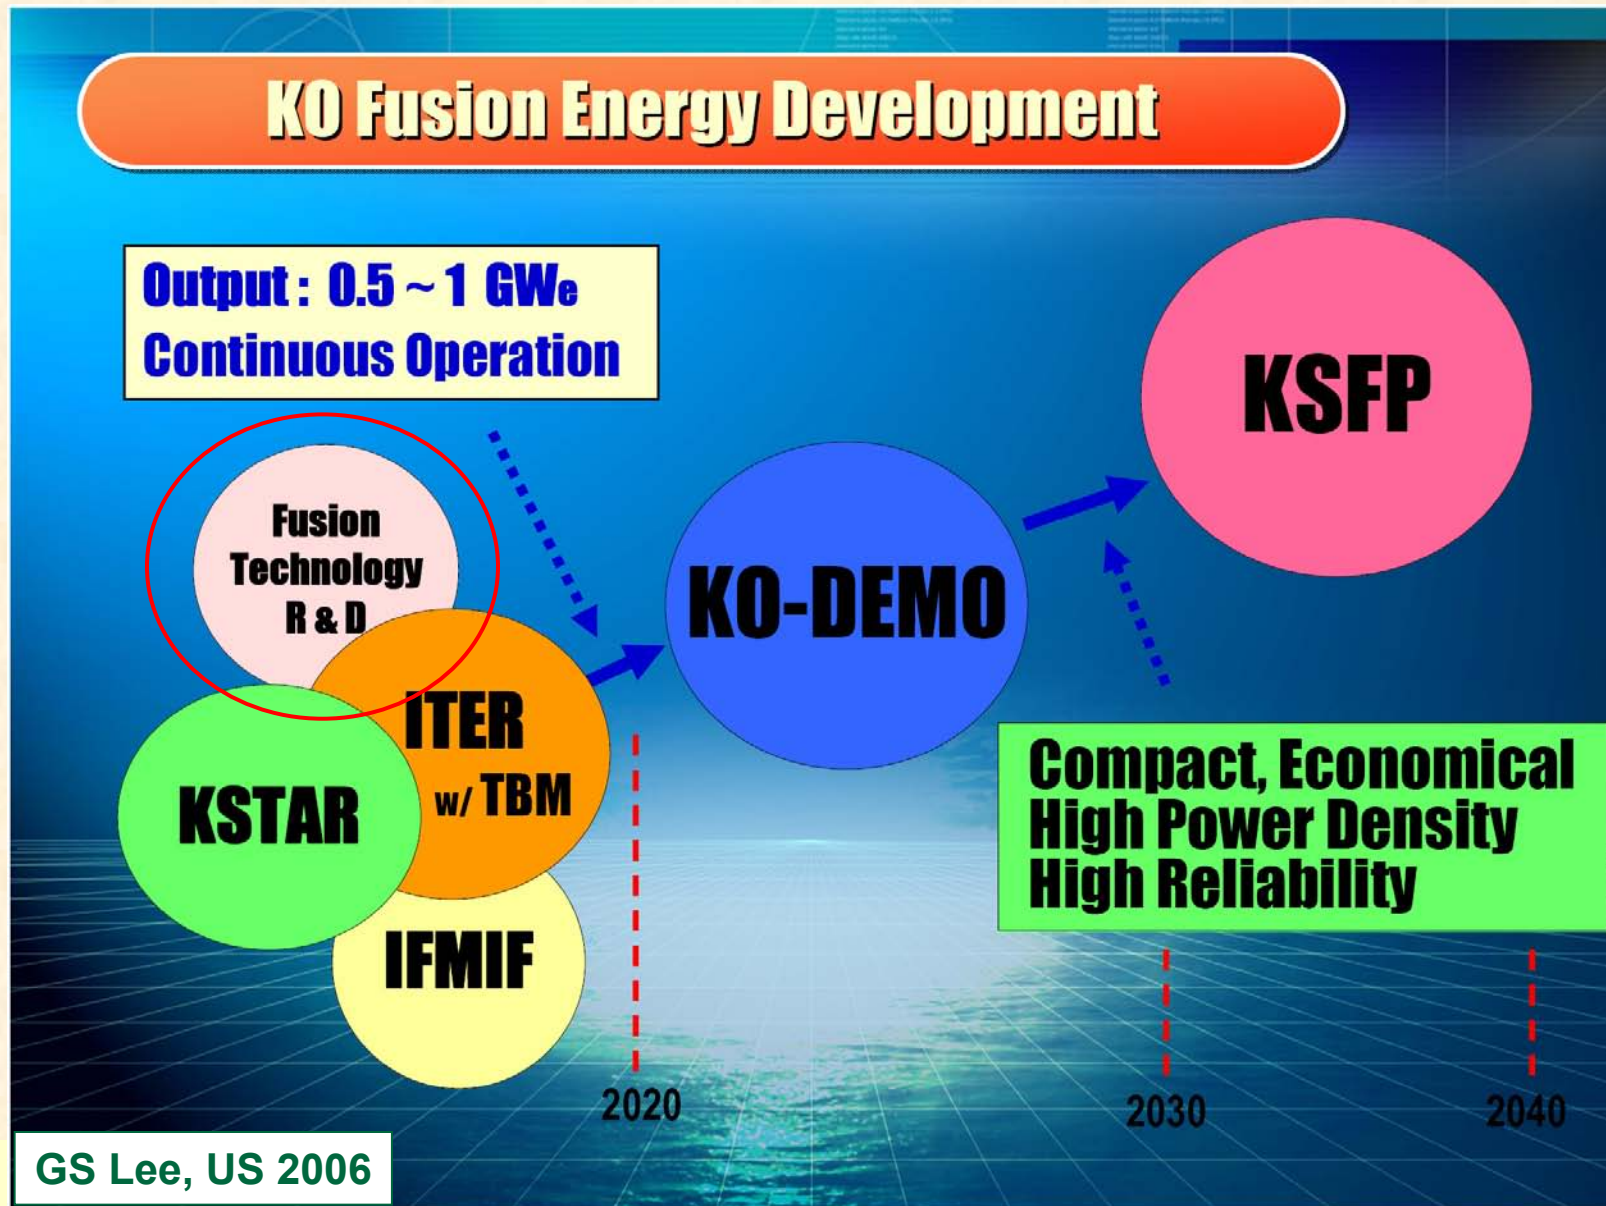 KO Fusion Energy Development
Output : 0.5 ~ 1 GWe
Continuous Operation
KSFP
Fusion
Technology
R & D
KO-DEMO
ITER
w/ TBM
KSTAR
IFMIF
Compact, Economical
High Power Density
High Reliability
2020
2030
2040
GS Lee, US 2006